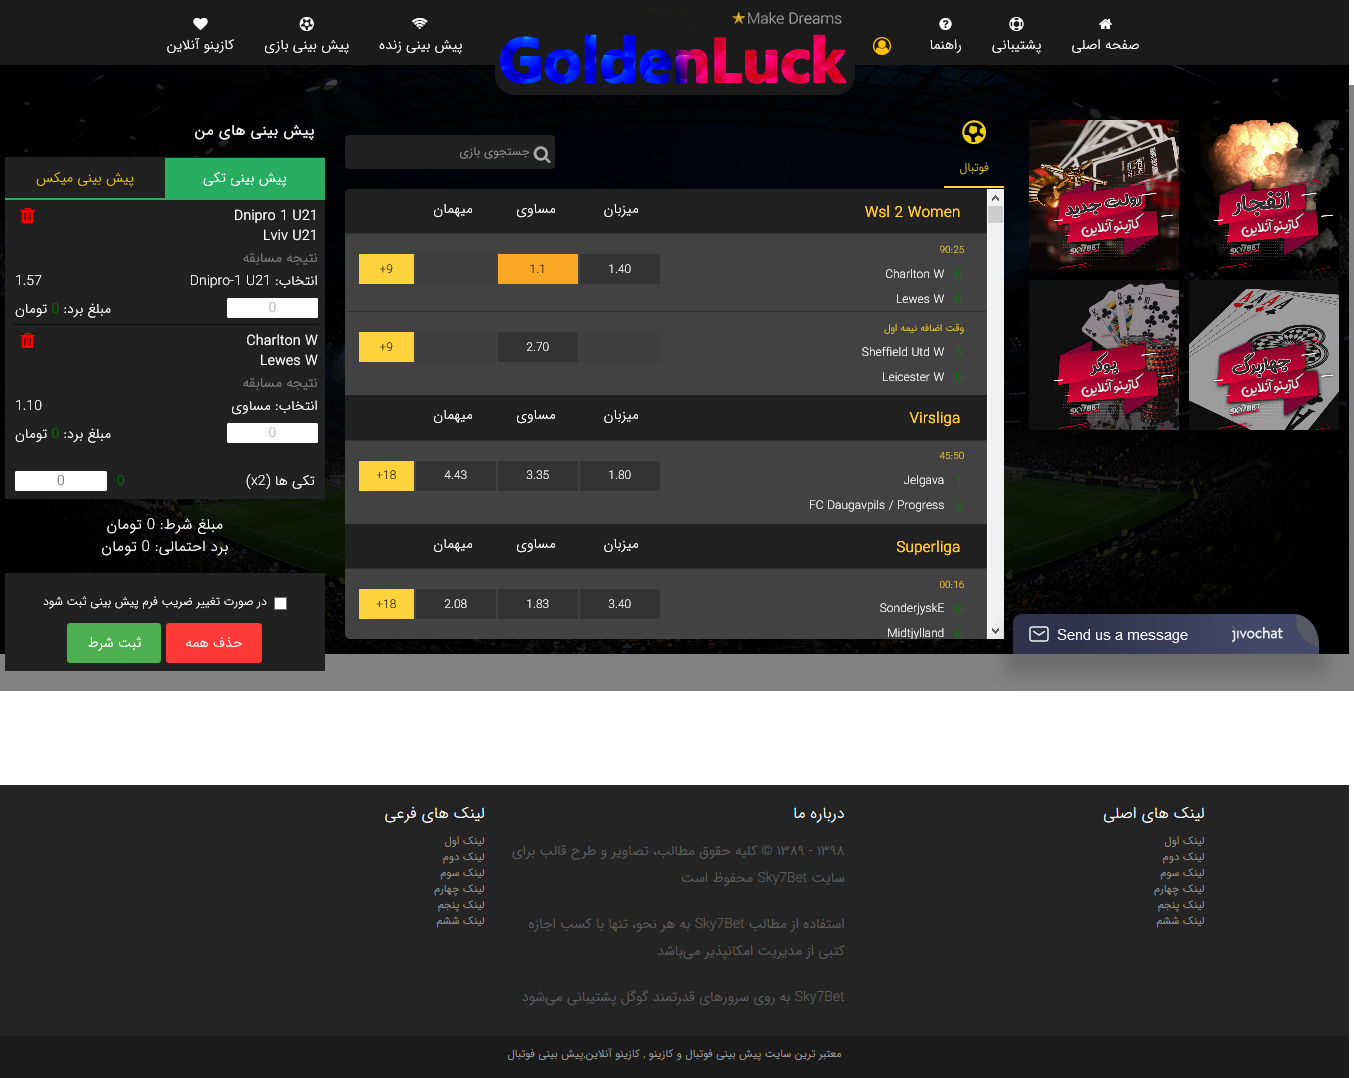 صفحه اصلی
پشتیبانی
راهنما
Make Dreams
GoldenLuck
پیش بینی زنده
پیش بینی بازی
کازینو آنلاین
انفجار
کازینو آنلاین
SKY7BET
رولت جدید
کازینو آنلاین
SKY7BET
چهاربرگ
کازینو آنلاین
SKY7BET
پوکر
کازینو آنلاین
SKY7BET
Send us a message jivochat
فوتبال
جستجوی بازی
Wsl 2 Women میزبان مساوی میهمان
90:25
Charlton W 0
Lewes W 0
1.40 1.1 +9
وقت اضافه نیمه اول
Sheffield Utd W
Leicester W 0
2.70 +9
Virsliga میزبان مساوی میهمان
45:50
Jelgava 1
FC Daugavpils / Progress 2
1.80 3.35 4.43 +18
Superliga میزبان مساوی میهمان
00:16
SonderjyskE 0
Midtjylland 0
3.40 1.83 2.08 +18
پیش بینی های من
پیش بینی تکی
پیش بینی میکس
Dnipro 1 U21
Lviv U21
نتیجه مسابقه
انتخاب: Dnipro-1 U21 1.57
0 مبلغ برد: 0 تومان
Charlton W
Lewes W
نتیجه مسابقه
انتخاب: مساوی 1.10
0 مبلغ برد: 0 تومان
تکی ها (x2) 0 0
مبلغ شرط: 0 تومان
برد احتمالی: 0 تومان
در صورت تغییر ضریب فرم پیش بینی ثبت شود
حذف همه
ثبت شرط
لینک های اصلی
لینک اول
لینک دوم
لینک سوم
لینک چهارم
لینک پنجم
لینک ششم
درباره ما
۱۳۸۹ - ۱۳۹۸ © کلیه حقوق مطالب، تصاویر و طرح قالب برای
سایت Sky7Bet محفوظ است
استفاده از مطالب Sky7Bet به هر نحو، تنها با کسب اجازه
کتبی از مدیریت امکانپذیر می‌باشد
Sky7Bet به روی سرورهای قدرتمند گوگل پشتیبانی می‌شود
لینک های فرعی
لینک اول
لینک دوم
لینک سوم
لینک چهارم
لینک پنجم
لینک ششم
معتبر ترین سایت پیش بینی فوتبال و کازینو , کازینو آنلاین,پیش بینی فوتبال